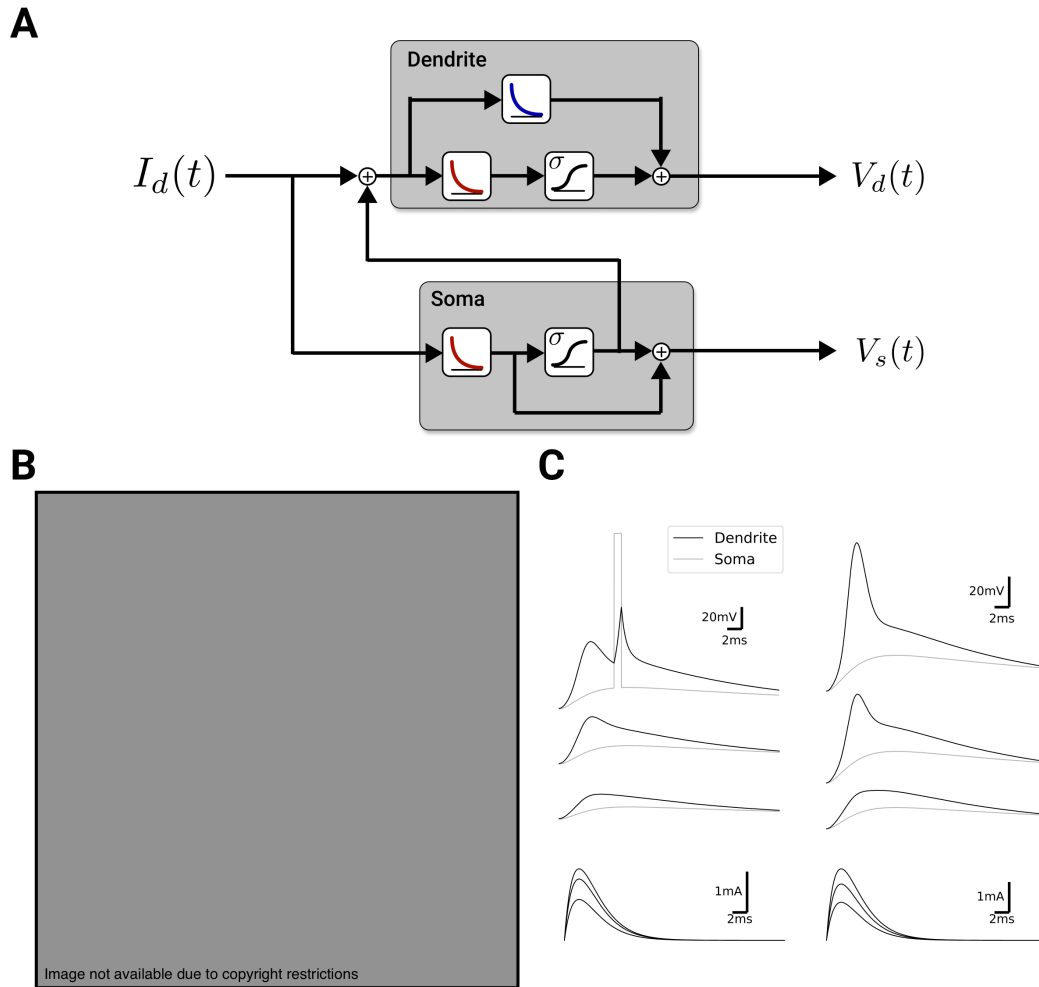 A
Dendrite
I_d(t)
σ
V_d(t)
Soma
σ
V_s(t)
B
Image not available due to copyright restrictions
C
Dendrite
Soma
20mV
2ms
20mV
2ms
1mA
2ms
1mA
2ms